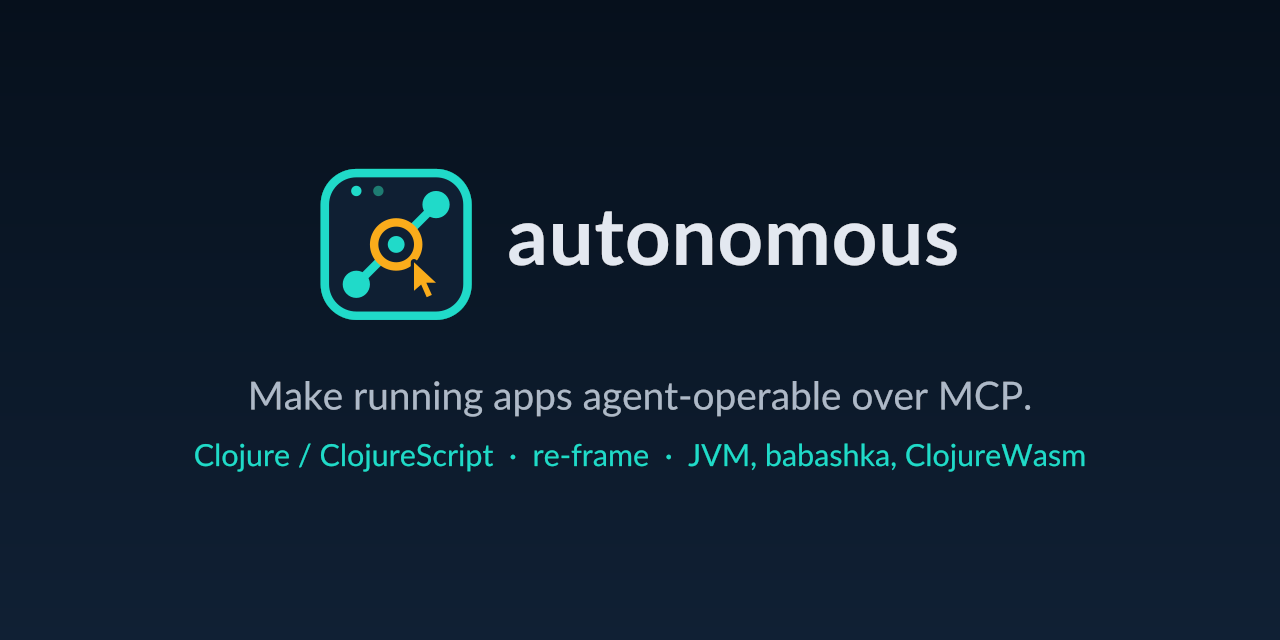 autonomous
Make running apps agent-operable over MCP.
Clojure / ClojureScript · re-frame · JVM, babashka, ClojureWasm